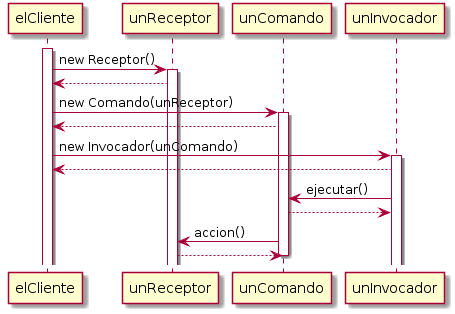 elCliente unReceptor unComando unInvocador
new Receptor()
new Comando(unReceptor)
new Invocador(unComando)
ejecutar()
accion()
elCliente unReceptor unComando unInvocador